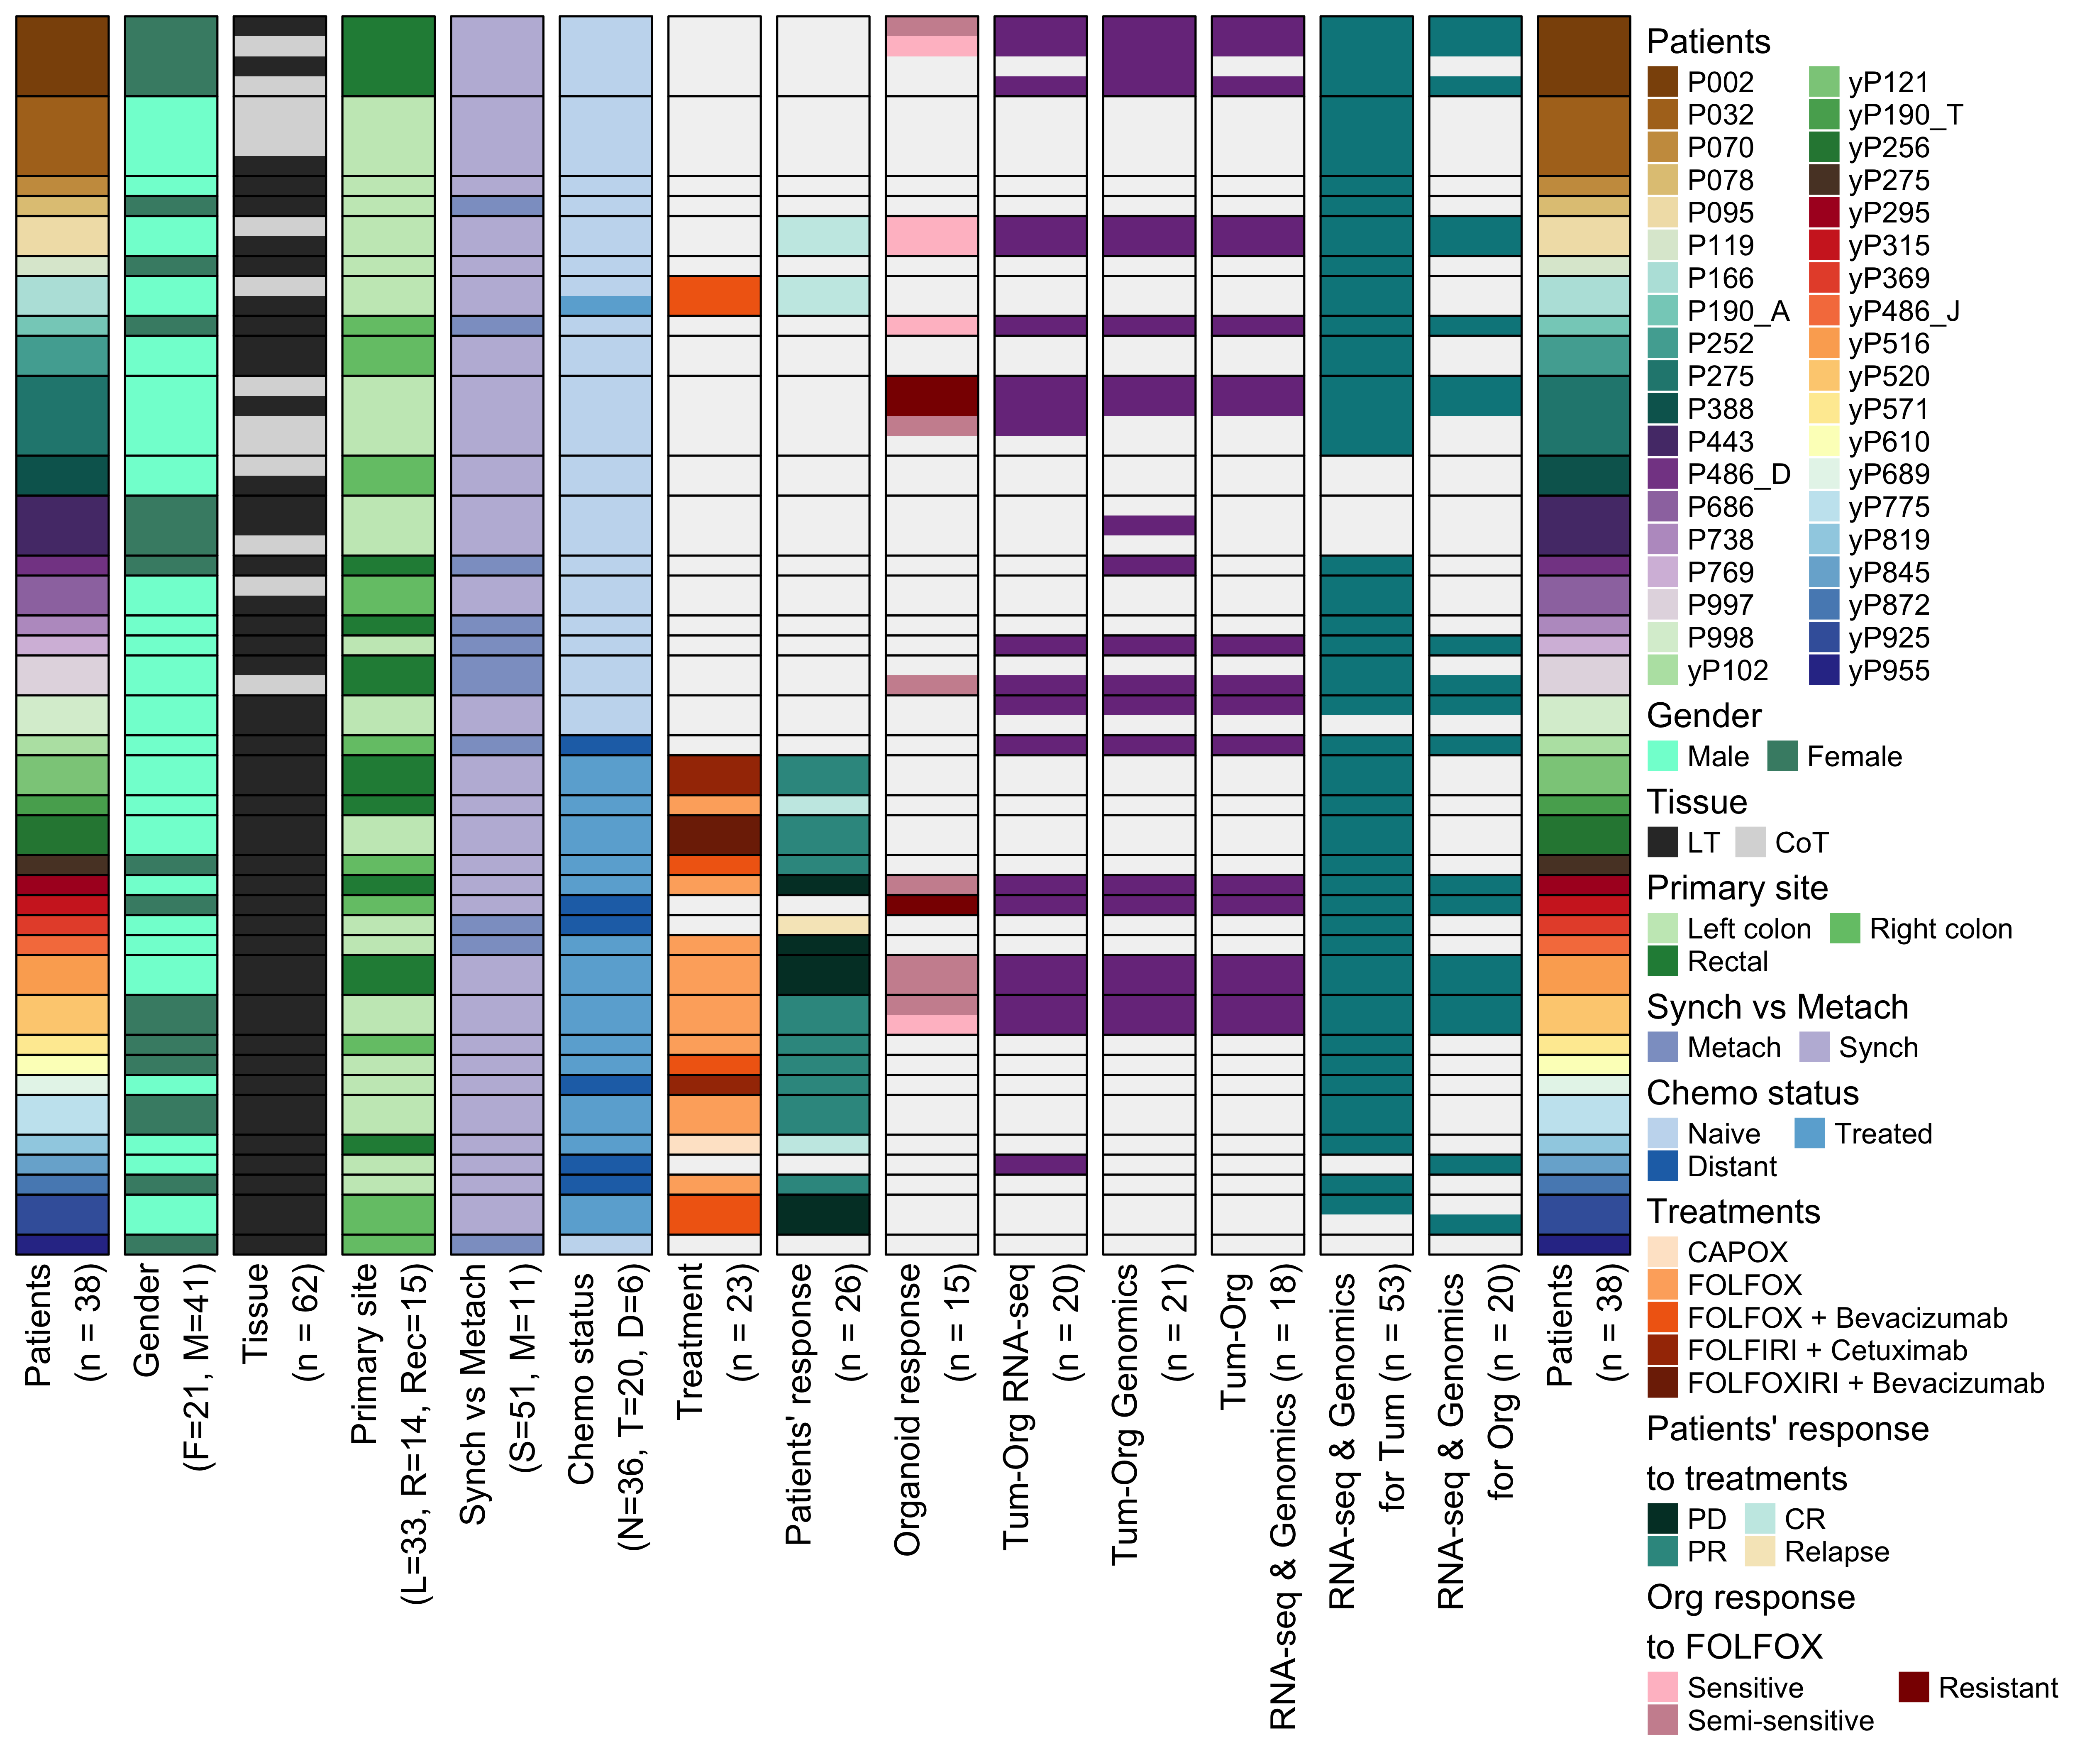 Patients
P002 yP121
P032 yP190_T
P070 yP256
P078 yP275
P095 yP295
P119 yP315
P166 yP369
P190_A yP486_J
P252 yP516
P275 yP520
P388 yP571
P443 yP610
P486_D yP689
P686 yP775
P738 yP819
P769 yP845
P997 yP872
P998 yP925
yP102 yP955
Gender
Male Female
Tissue
LT CoT
Primary site
Left colon Right colon
Rectal
Synch vs Metach
Metach Synch
Chemo status
Naive Treated
Distant
Treatments
CAPOX
FOLFOX
FOLFOX + Bevacizumab
FOLFIRI + Cetuximab
FOLFOXIRI + Bevacizumab
Patients' response
to treatments
PD CR
PR Relapse
Org response
to FOLFOX
Sensitive Resistant
Semi-sensitive
Patients
(n = 38)
Gender
(F=21, M=41)
Tissue
(n = 62)
Primary site
(L=33, R=14, Rec=15)
Synch vs Metach
(S=51, M=11)
Chemo status
(N=36, T=20, D=6)
Treatment
(n = 23)
Patients' response
(n = 26)
Organoid response
(n = 15)
Tum-Org RNA-seq
(n = 20)
Tum-Org Genomics
(n = 21)
Tum-Org
RNA-seq & Genomics (n = 18)
RNA-seq & Genomics
for Tum (n = 53)
RNA-seq & Genomics
for Org (n = 20)
Patients
(n = 38)